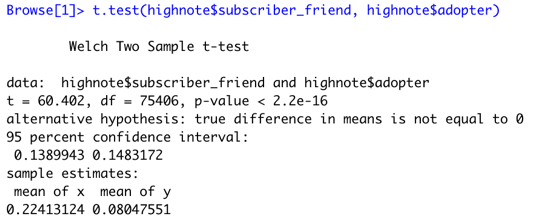 Browse[1]> t.test(highnote$subscriber_friend, highnote$adopter)
Welch Two Sample t-test
data:  highnote$subscriber_friend and highnote$adopter
t = 60.402, df = 75406, p-value < 2.2e-16
alternative hypothesis: true difference in means is not equal to 0
95 percent confidence interval:
0.1389943 0.1483172
sample estimates:
mean of x  mean of y
0.22413124 0.08047551